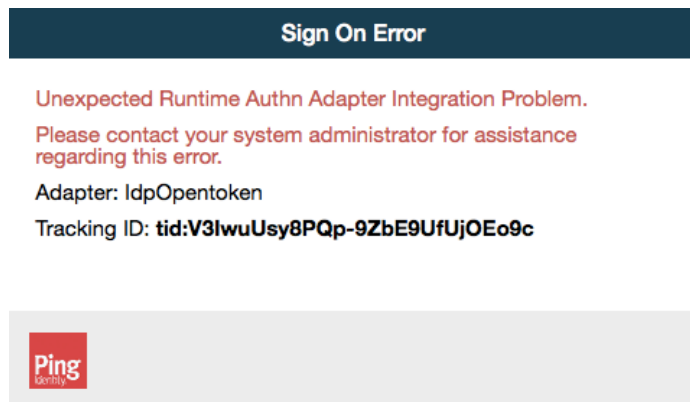 Sign On Error
Unexpected Runtime Authn Adapter Integration Problem.
Please contact your system administrator for assistance
regarding this error.
Adapter: IdpOpentoken
Tracking ID: tid:V3IwuUsy8PQp-9ZbE9UfUjOEo9c
Ping
Identity